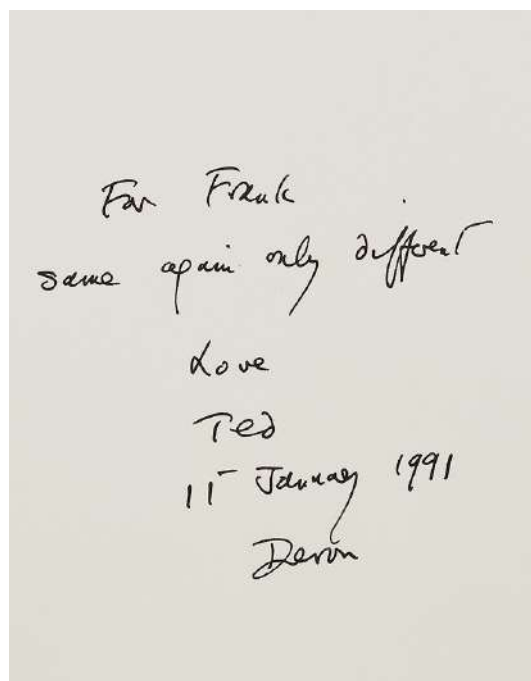 For Frank
same again only different
Love
Ted
11 January 1991
Devon